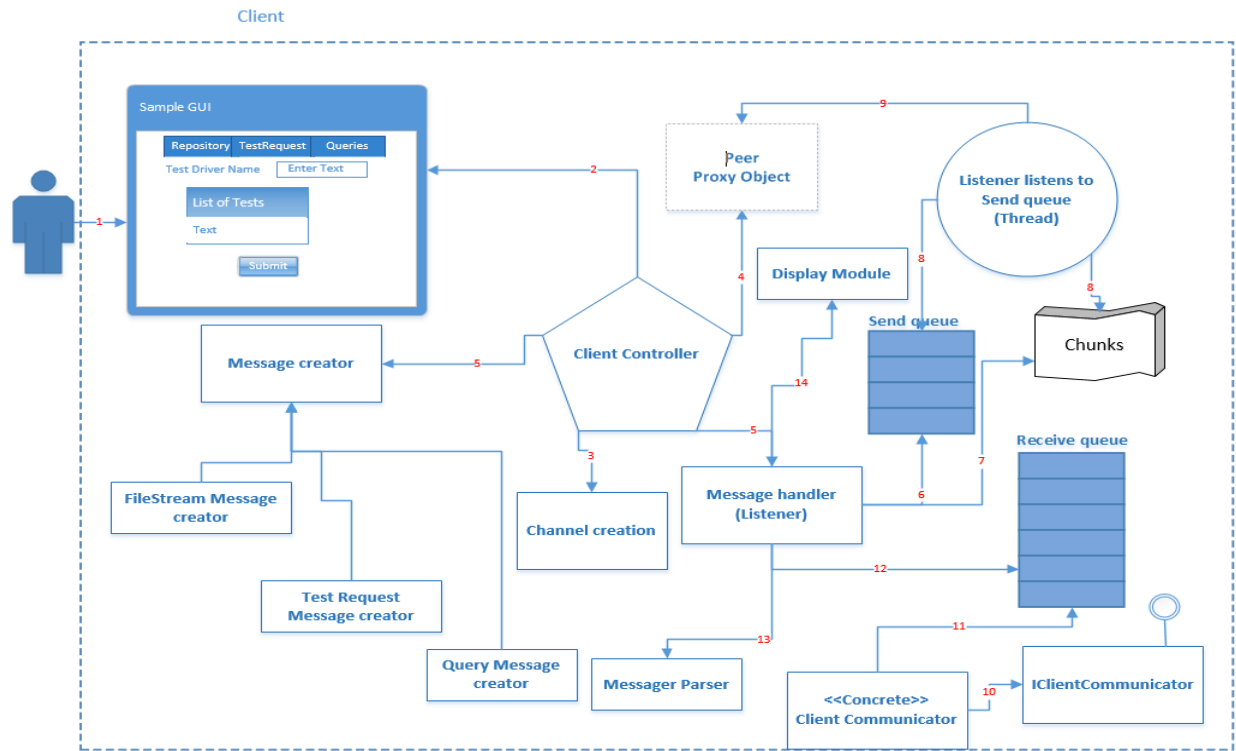 Client
Sample GUI
Repository TestRequest Queries
Test Driver Name Enter Text
List of Tests
Text
Submit
1
2
9
Peer
Proxy Object
Listener listens to
Send queue
(Thread)
4
8
8
Display Module
Send queue
Chunks
Message creator
5
Client Controller
14
5
3
Receive queue
7
6
FileStream Message
creator
Channel creation
Message handler
(Listener)
12
Test Request
Message creator
13
11
Query Message
creator
Messager Parser
<<Concrete>>
Client Communicator
10
IClientCommunicator